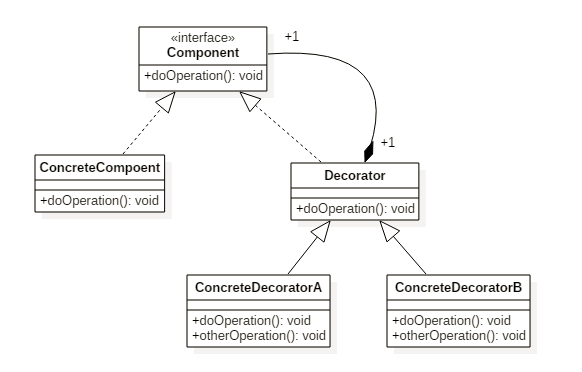 «interface»
Component
+doOperation(): void
+1
+1
ConcreteCompoent
+doOperation(): void
Decorator
+doOperation(): void
ConcreteDecoratorA
+doOperation(): void
+otherOperation(): void
ConcreteDecoratorB
+doOperation(): void
+otherOperation(): void